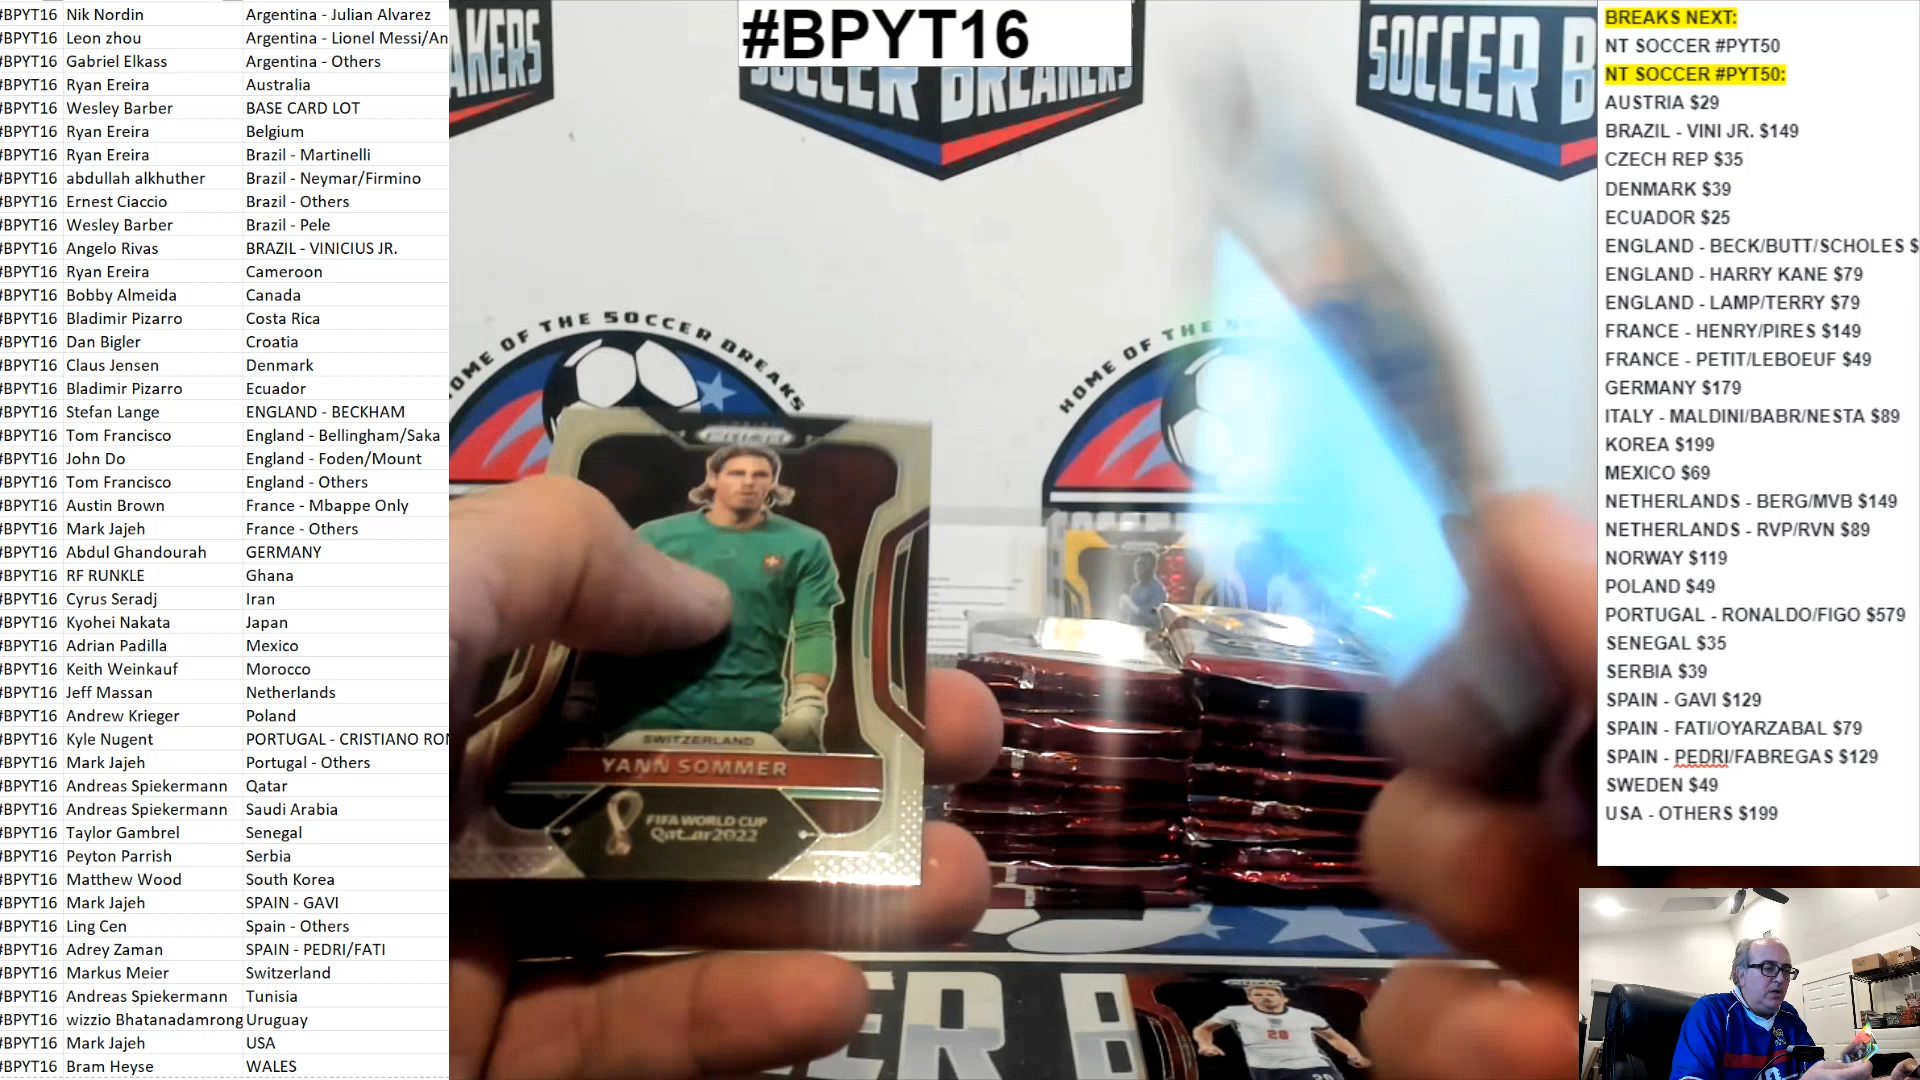 #BPYT16 Nik Nordin Argentina - Julian Alvarez
#BPYT16 Leon zhou Argentina - Lionel Messi/An
#BPYT16 Gabriel Elkass Argentina - Others
#BPYT16 Ryan Ereira Australia
#BPYT16 Wesley Barber BASE CARD LOT
#BPYT16 Ryan Ereira Belgium
#BPYT16 Ryan Ereira Brazil - Martinelli
#BPYT16 abdullah alkhuther Brazil - Neymar/Firmino
#BPYT16 Ernest Ciaccio Brazil - Others
#BPYT16 Wesley Barber Brazil - Pele
#BPYT16 Angelo Rivas BRAZIL - VINICIUS JR.
#BPYT16 Ryan Ereira Cameroon
#BPYT16 Bobby Almeida Canada
#BPYT16 Bladimir Pizarro Costa Rica
#BPYT16 Dan Bigler Croatia
#BPYT16 Claus Jensen Denmark
#BPYT16 Bladimir Pizarro Ecuador
#BPYT16 Stefan Lange ENGLAND - BECKHAM
#BPYT16 Tom Francisco England - Bellingham/Saka
#BPYT16 John Do England - Foden/Mount
#BPYT16 Tom Francisco England - Others
#BPYT16 Austin Brown France - Mbappe Only
#BPYT16 Mark Jajeh France - Others
#BPYT16 Abdul Ghandourah GERMANY
#BPYT16 RF RUNKLE Ghana
#BPYT16 Cyrus Seradj Iran
#BPYT16 Kyohei Nakata Japan
#BPYT16 Adrian Padilla Mexico
#BPYT16 Keith Weinkauf Morocco
#BPYT16 Jeff Massan Netherlands
#BPYT16 Andrew Krieger Poland
#BPYT16 Kyle Nugent PORTUGAL - CRISTIANO RON
#BPYT16 Mark Jajeh Portugal - Others
#BPYT16 Andreas Spiekermann Qatar
#BPYT16 Andreas Spiekermann Saudi Arabia
#BPYT16 Taylor Gambrel Senegal
#BPYT16 Peyton Parrish Serbia
#BPYT16 Matthew Wood South Korea
#BPYT16 Mark Jajeh SPAIN - GAVI
#BPYT16 Ling Cen Spain - Others
#BPYT16 Adrey Zaman SPAIN - PEDRI/FATI
#BPYT16 Markus Meier Switzerland
#BPYT16 Andreas Spiekermann Tunisia
#BPYT16 wizzio Bhatanadamrong Uruguay
#BPYT16 Mark Jajeh USA
#BPYT16 Bram Heyse WALES
#BPYT16
AKERS
SOCCER BREAKERS
SOCCER B
HOME OF THE SOCCER BREAKS
HOME OF THE S
PRIZM
SWITZERLAND
YANN SOMMER
FIFA WORLD CUP
Qatar2022
ER B
20
BREAKS NEXT:
NT SOCCER #PYT50
NT SOCCER #PYT50:
AUSTRIA $29
BRAZIL - VINI JR. $149
CZECH REP $35
DENMARK $39
ECUADOR $25
ENGLAND - BECK/BUTT/SCHOLES $
ENGLAND - HARRY KANE $79
ENGLAND - LAMP/TERRY $79
FRANCE - HENRY/PIRES $149
FRANCE - PETIT/LEBOEUF $49
GERMANY $179
ITALY - MALDINI/BABR/NESTA $89
KOREA $199
MEXICO $69
NETHERLANDS - BERG/MVB $149
NETHERLANDS - RVP/RVN $89
NORWAY $119
POLAND $49
PORTUGAL - RONALDO/FIGO $579
SENEGAL $35
SERBIA $39
SPAIN - GAVI $129
SPAIN - FATI/OYARZABAL $79
SPAIN - PEDRI/FABREGAS $129
SWEDEN $49
USA - OTHERS $199